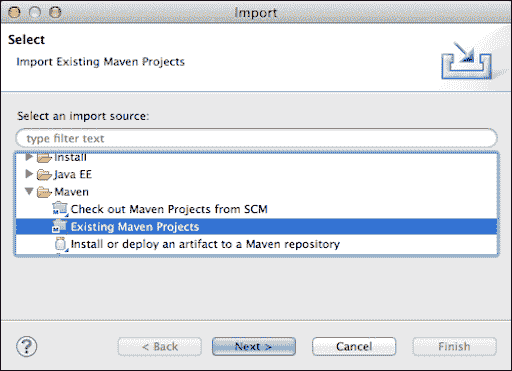 Import
Select
Import Existing Maven Projects
Select an import source:
type filter text
Install
Java EE
Maven
Check out Maven Projects from SCM
Existing Maven Projects
Install or deploy an artifact to a Maven repository
? < Back Next > Cancel Finish